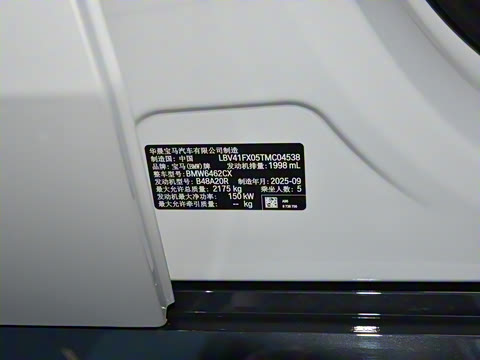 华晨宝马汽车有限公司制造
制造国：中国 LBV41FX05TMC04538
品牌：宝马(BMW)牌 发动机排量：1998 mL
整车型号：BMW6462CX
发动机型号：B48A20R 制造年月：2025-09
最大允许总质量：2175 kg 乘坐人数：5
发动机最大净功率：150 kW
最大允许牵引质量：-- kg